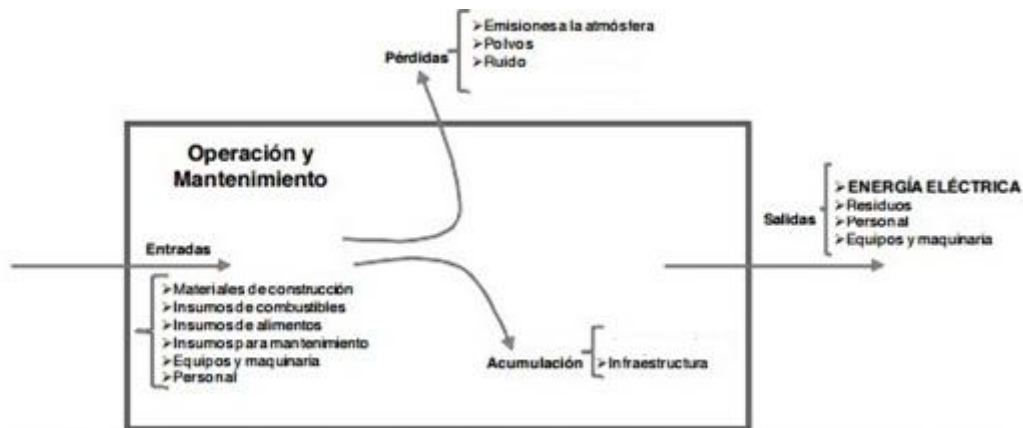 Pérdidas
➢Emisiones a la atmósfera
➢Polvos
➢Ruido
Operación y
Mantenimiento
Entradas
➢Materiales de construcción
➢Insumos de combustibles
➢Insumos de alimentos
➢Insumos para mantenimiento
➢Equipos y maquinaria
➢Personal
Acumulación
➢Infraestructura
Salidas
➢ENERGÍA ELÉCTRICA
➢Residuos
➢Personal
➢Equipos y maquinaria